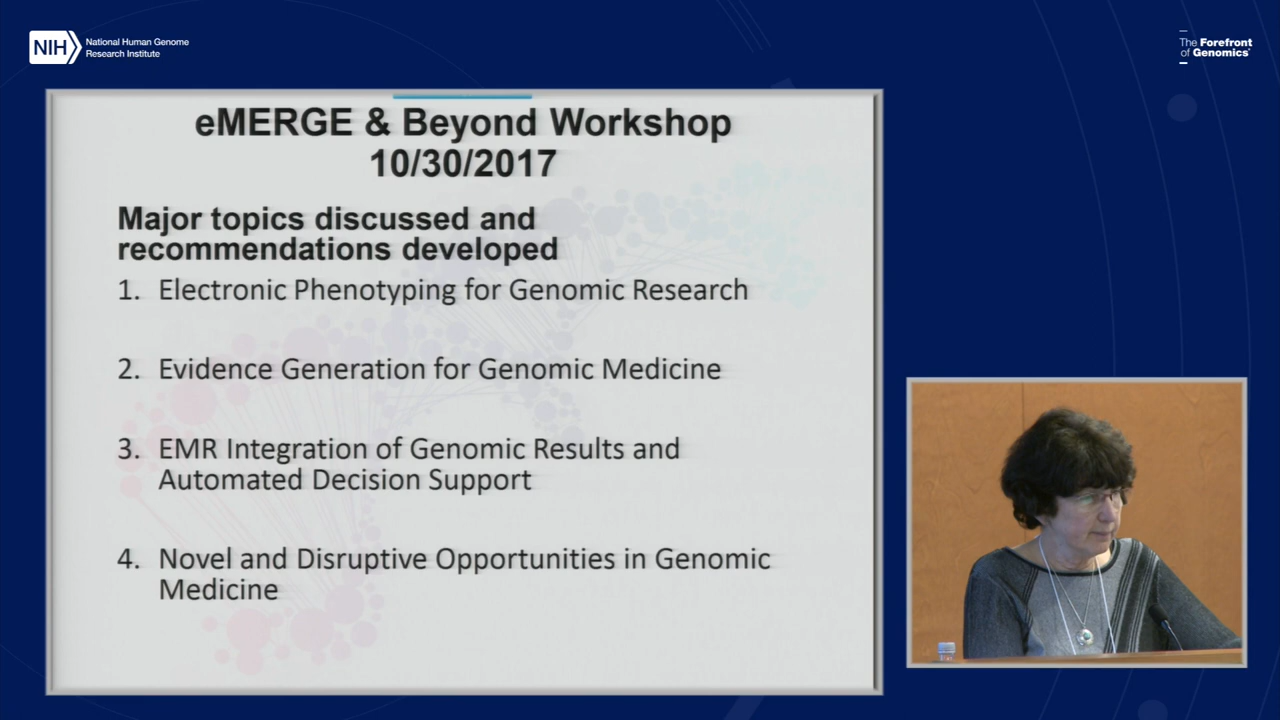 NIH National Human Genome
Research Institute
The Forefront
of Genomics
eMERGE & Beyond Workshop
10/30/2017
Major topics discussed and
recommendations developed
1. Electronic Phenotyping for Genomic Research
2. Evidence Generation for Genomic Medicine
3. EMR Integration of Genomic Results and
Automated Decision Support
4. Novel and Disruptive Opportunities in Genomic
Medicine